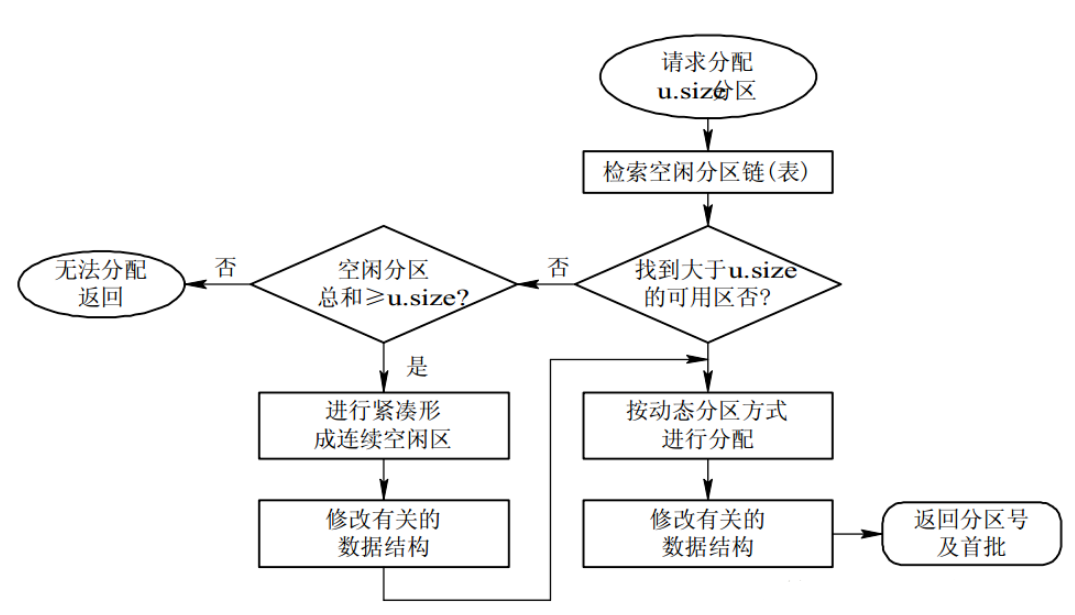 请求分配
u.size分区
检索空闲分区链(表)
找到大于u.size
的可用区否?
否
空闲分区
总和≥u.size?
否
无法分配
返回
是
进行紧凑形
成连续空闲区
修改有关的
数据结构
按动态分区方式
进行分配
修改有关的
数据结构
返回分区号
及首批